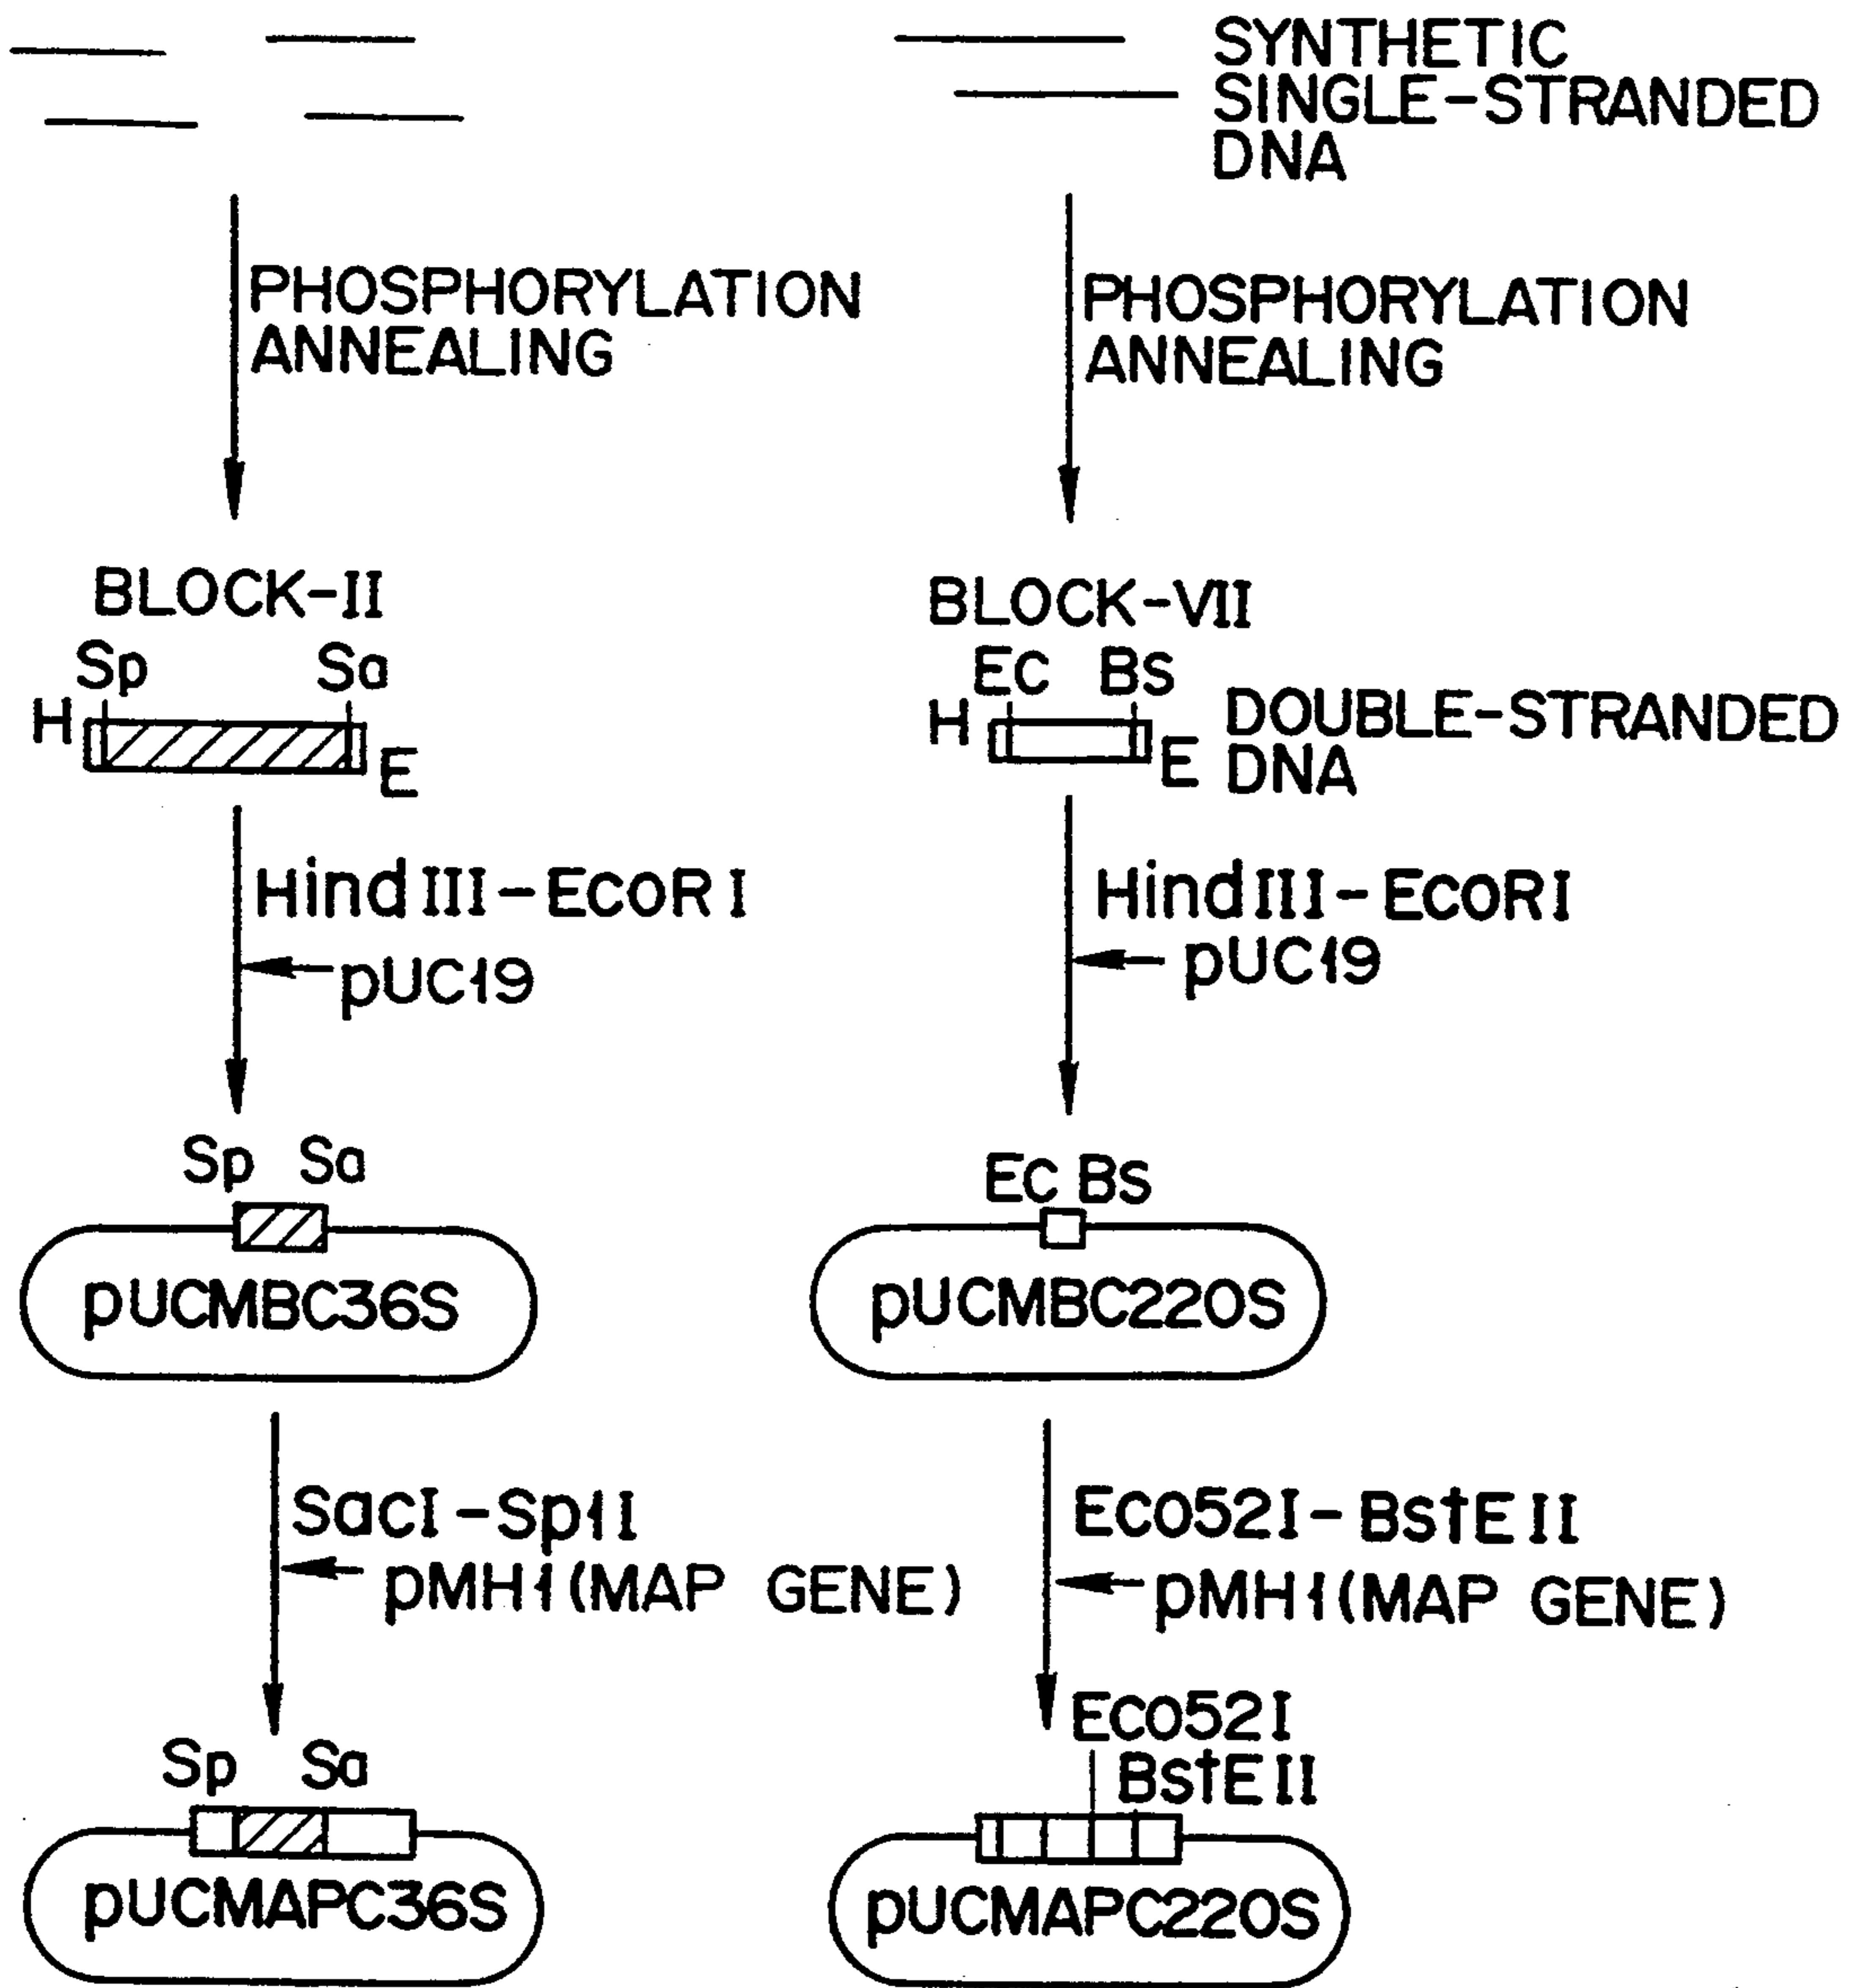 SYNTHETIC
SINGLE-STRANDED
DNA
PHOSPHORYLATION
ANNEALING
PHOSPHORYLATION
ANNEALING
BLOCK-II
Sp Sa
H
E
BLOCK-VII
EC BS
H
E
DOUBLE-STRANDED
DNA
HindIII-ECORI
pUC19
HindIII-ECORI
pUC19
Sp Sa
pUCMBC36S
EC BS
pUCMBC220S
SacI-Sp1I
pMH1(MAP GENE)
ECO52I-BstEII
pMH1(MAP GENE)
Sp Sa
pUCMAPC36S
ECO52I
BstEII
pUCMAPC220S